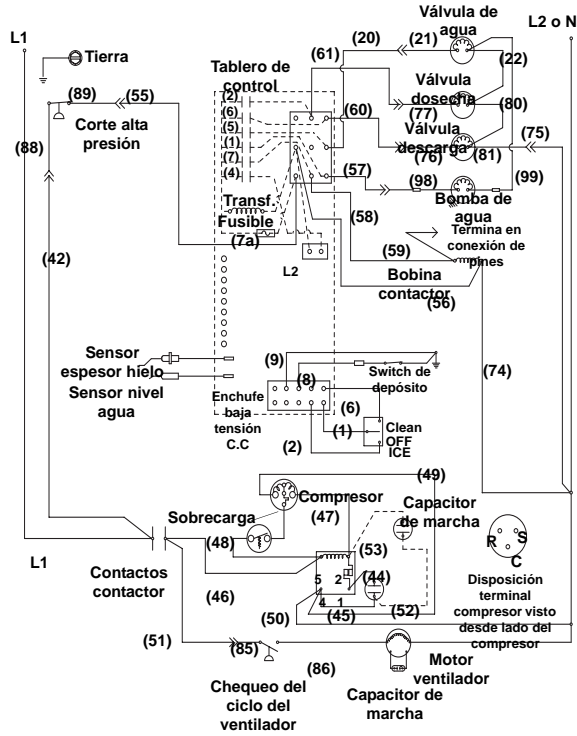 L1
Tierra
Válvula de
agua
L2 o N
(20)
(21)
(22)
(61)
Tablero de
control
Válvula
dosecha
(77)
(80)
(89)
(55)
Corte alta
presión
(2)
(6)
(5)
(1)
(7)
(4)
(60)
Válvula
descarga
(76)
(81)
(75)
(88)
(57)
(98)
(99)
Bomba de
agua
(58)
Transf.
Fusible
(7a)
L2
(59)
Termina en
conexión de
pines
Bobina
contactor
(56)
(42)
Sensor
espesor híelo
Sensor nivel
agua
(9)
(8)
Switch de
depósito
(74)
Enchufe
baja
tensión
C.C
(6)
(1)
(2)
Clean
OFF
ICE
(49)
Compresor
(47)
Capacitor
de marcha
Sobrecarga
(48)
(53)
R
S
C
L1
Contactos
contactor
(46)
5
2
4
1
(44)
(45)
(52)
Disposición
terminal
compresor visto
desde lado del
compresor
(50)
(51)
(85)
(86)
Chequeo del
ciclo del
ventilador
Motor
ventilador
Capacitor de
marcha